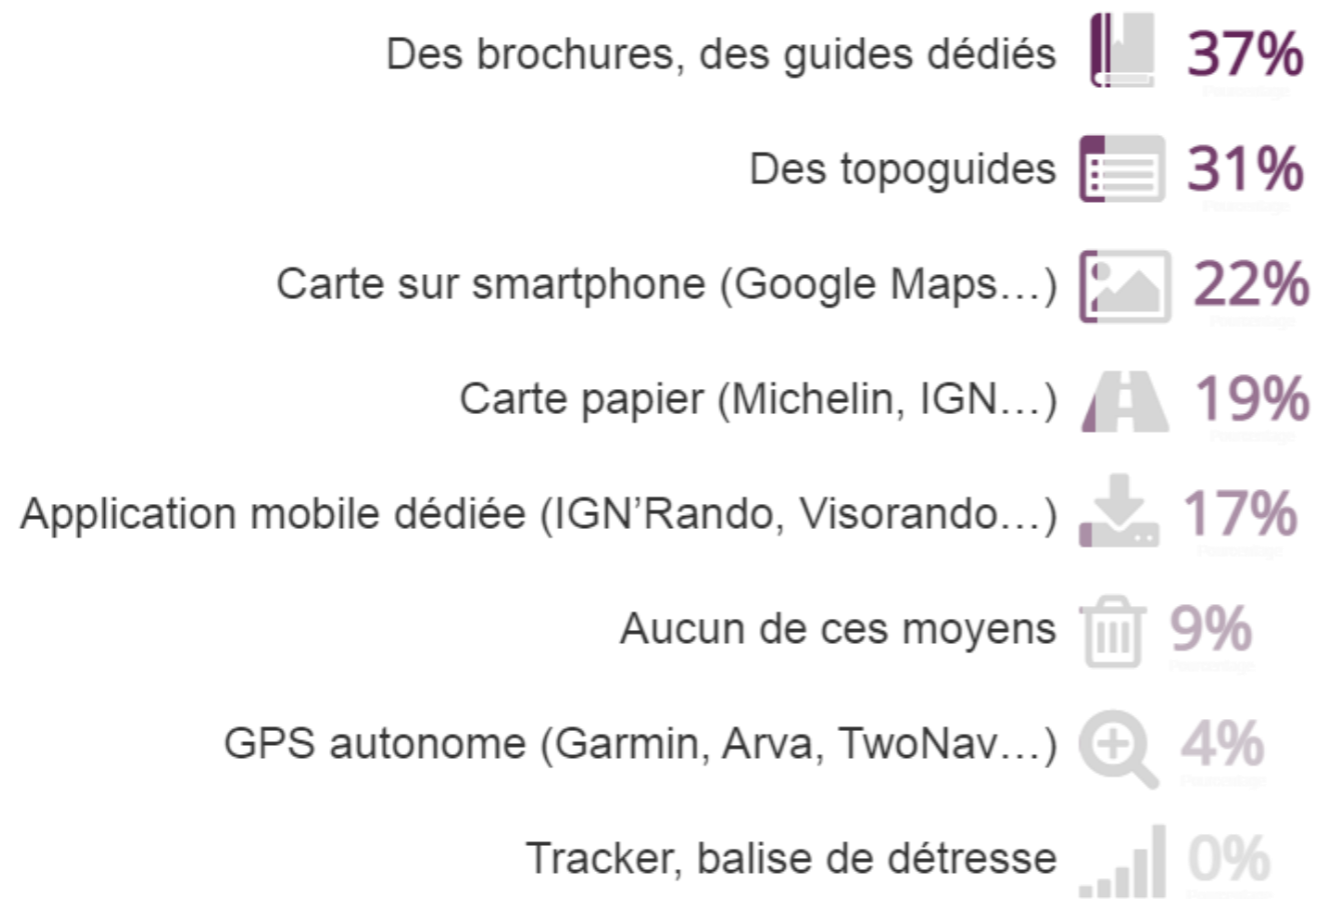 Des brochures, des guides dédiés 37%
Des topoguides 31%
Carte sur smartphone (Google Maps…) 22%
Carte papier (Michelin, IGN…) 19%
Application mobile dédiée (IGN’Rando, Visorando…) 17%
Aucun de ces moyens 9%
GPS autonome (Garmin, Arva, TwoNav…) 4%
Tracker, balise de détresse 0%